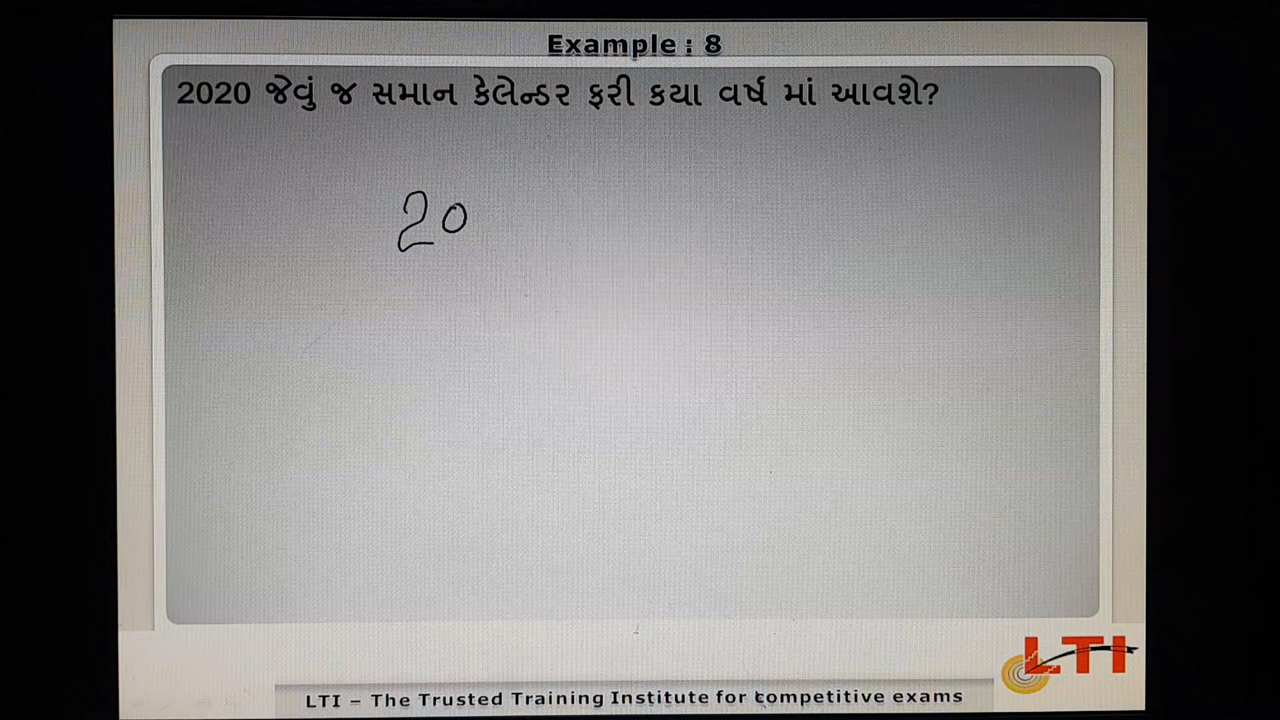 Example : 8
2020 જેવું જ સમાન કેલેન્ડર ફરી કયા વર્ષ માં આવશે?
20
LTI
LTI – The Trusted Training Institute for competitive exams